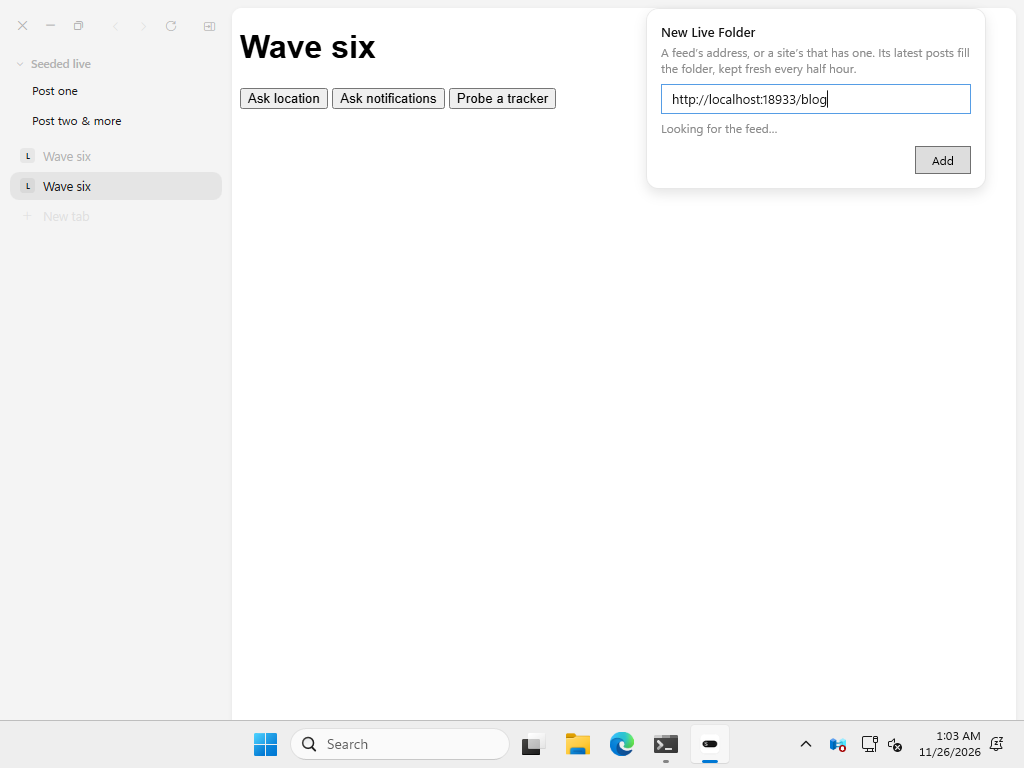 Seeded live
Post one
Post two & more
L Wave six
L Wave six
+ New tab
Wave six
Ask location
Ask notifications
Probe a tracker
New Live Folder
A feed's address, or a site's that has one. Its latest posts fill
the folder, kept fresh every half hour.
http://localhost:18933/blog
Looking for the feed...
Add
Search
1:03 AM
11/26/2026